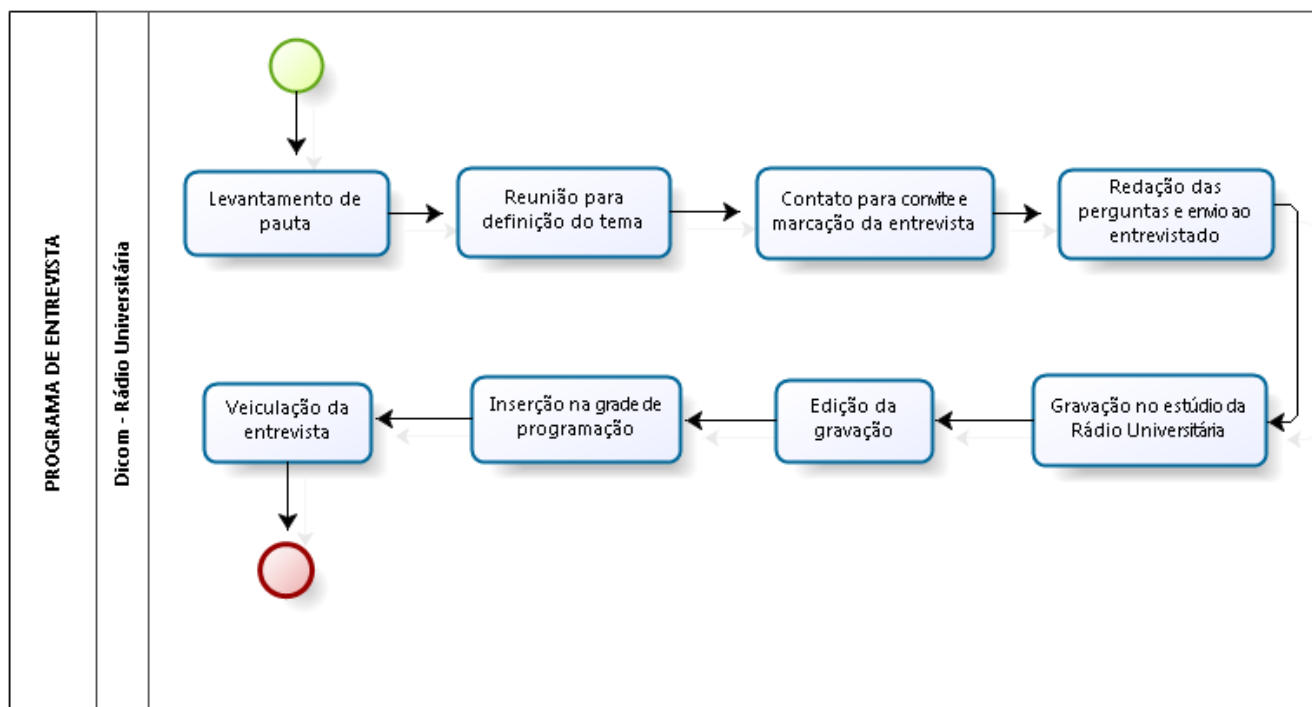 PROGRAMA DE ENTREVISTA
Dicom - Rádio Universitária
Levantamento de
pauta
Reunião para
definição do tema
Contato para convite e
marcação da entrevista
Redação das
perguntas e envio ao
entrevistado
Gravação no estúdio da
Rádio Universitária
Edição da
gravação
Inserção na grade de
programação
Veiculação da
entrevista